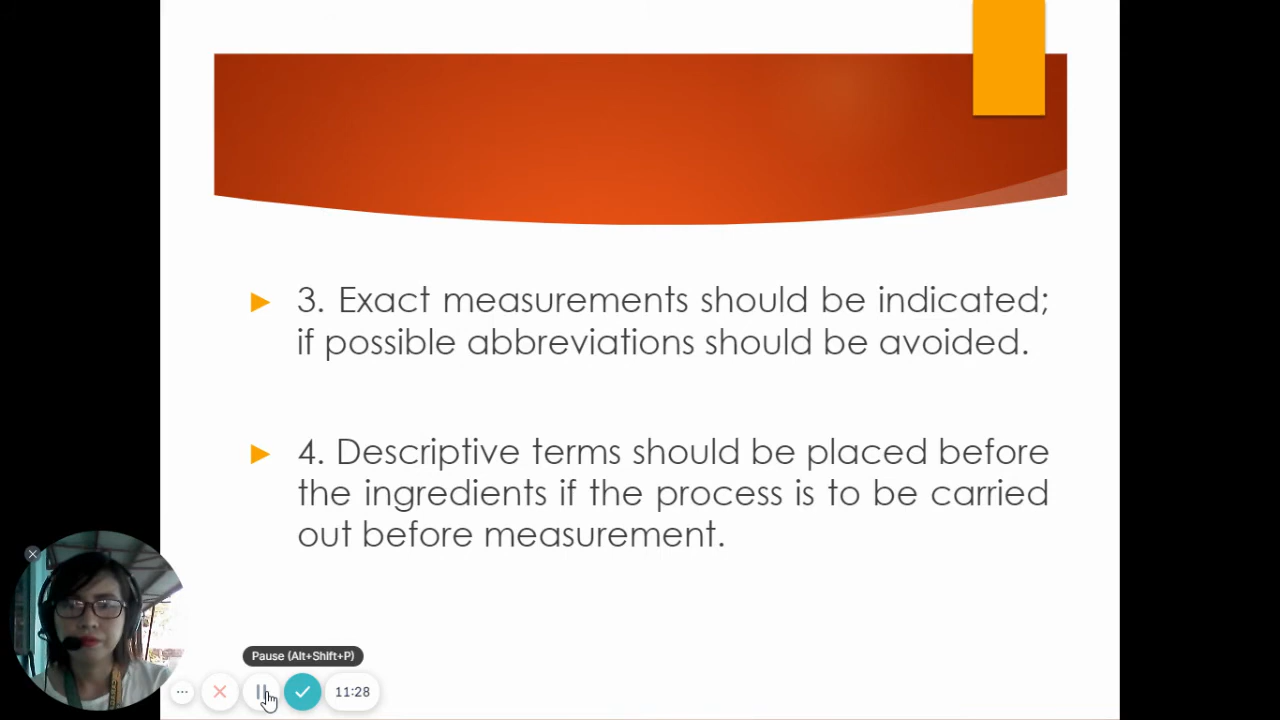 3. Exact measurements should be indicated;
if possible abbreviations should be avoided.
4. Descriptive terms should be placed before
the ingredients if the process is to be carried
out before measurement.
Pause (Alt+Shift+P)
11:28